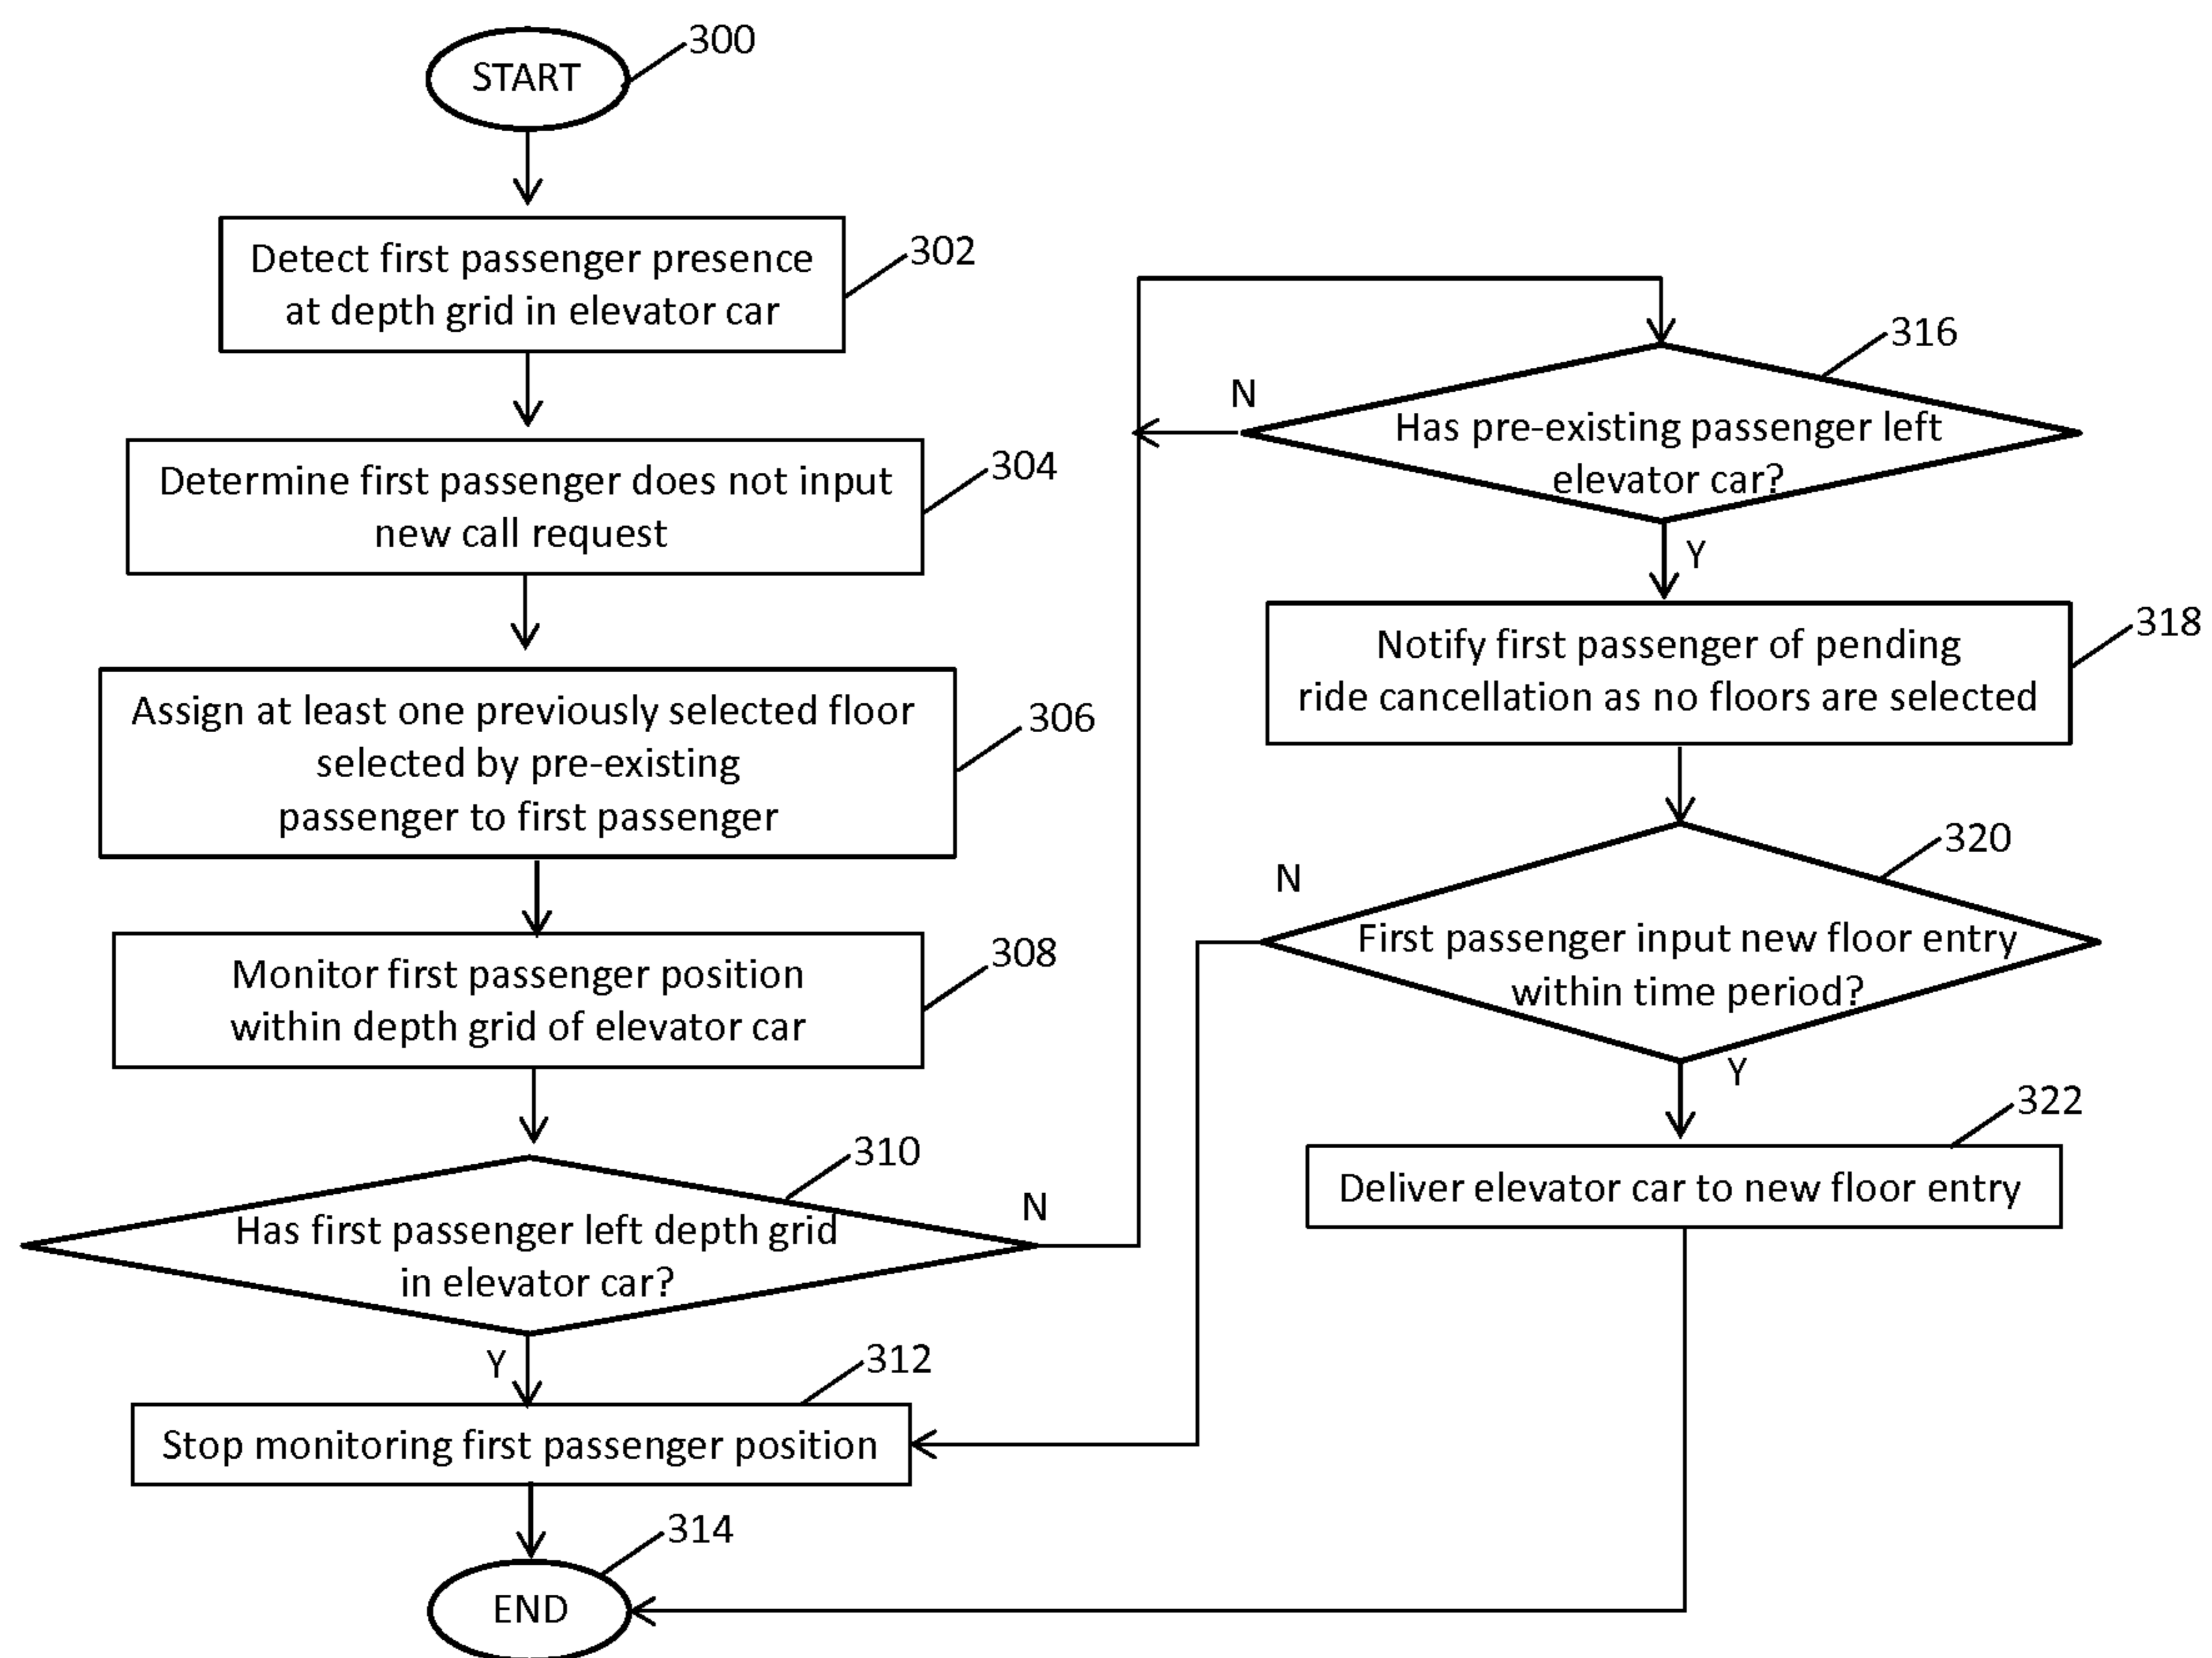 START
300
Detect first passenger presence
at depth grid in elevator car
302
Determine first passenger does not input
new call request
304
Assign at least one previously selected floor
selected by pre-existing
passenger to first passenger
306
Monitor first passenger position
within depth grid of elevator car
308
Has first passenger left depth grid
in elevator car?
310
N
Y
Stop monitoring first passenger position
312
END
314
Has pre-existing passenger left
elevator car?
316
N
Y
Notify first passenger of pending
ride cancellation as no floors are selected
318
First passenger input new floor entry
within time period?
320
N
Y
Deliver elevator car to new floor entry
322